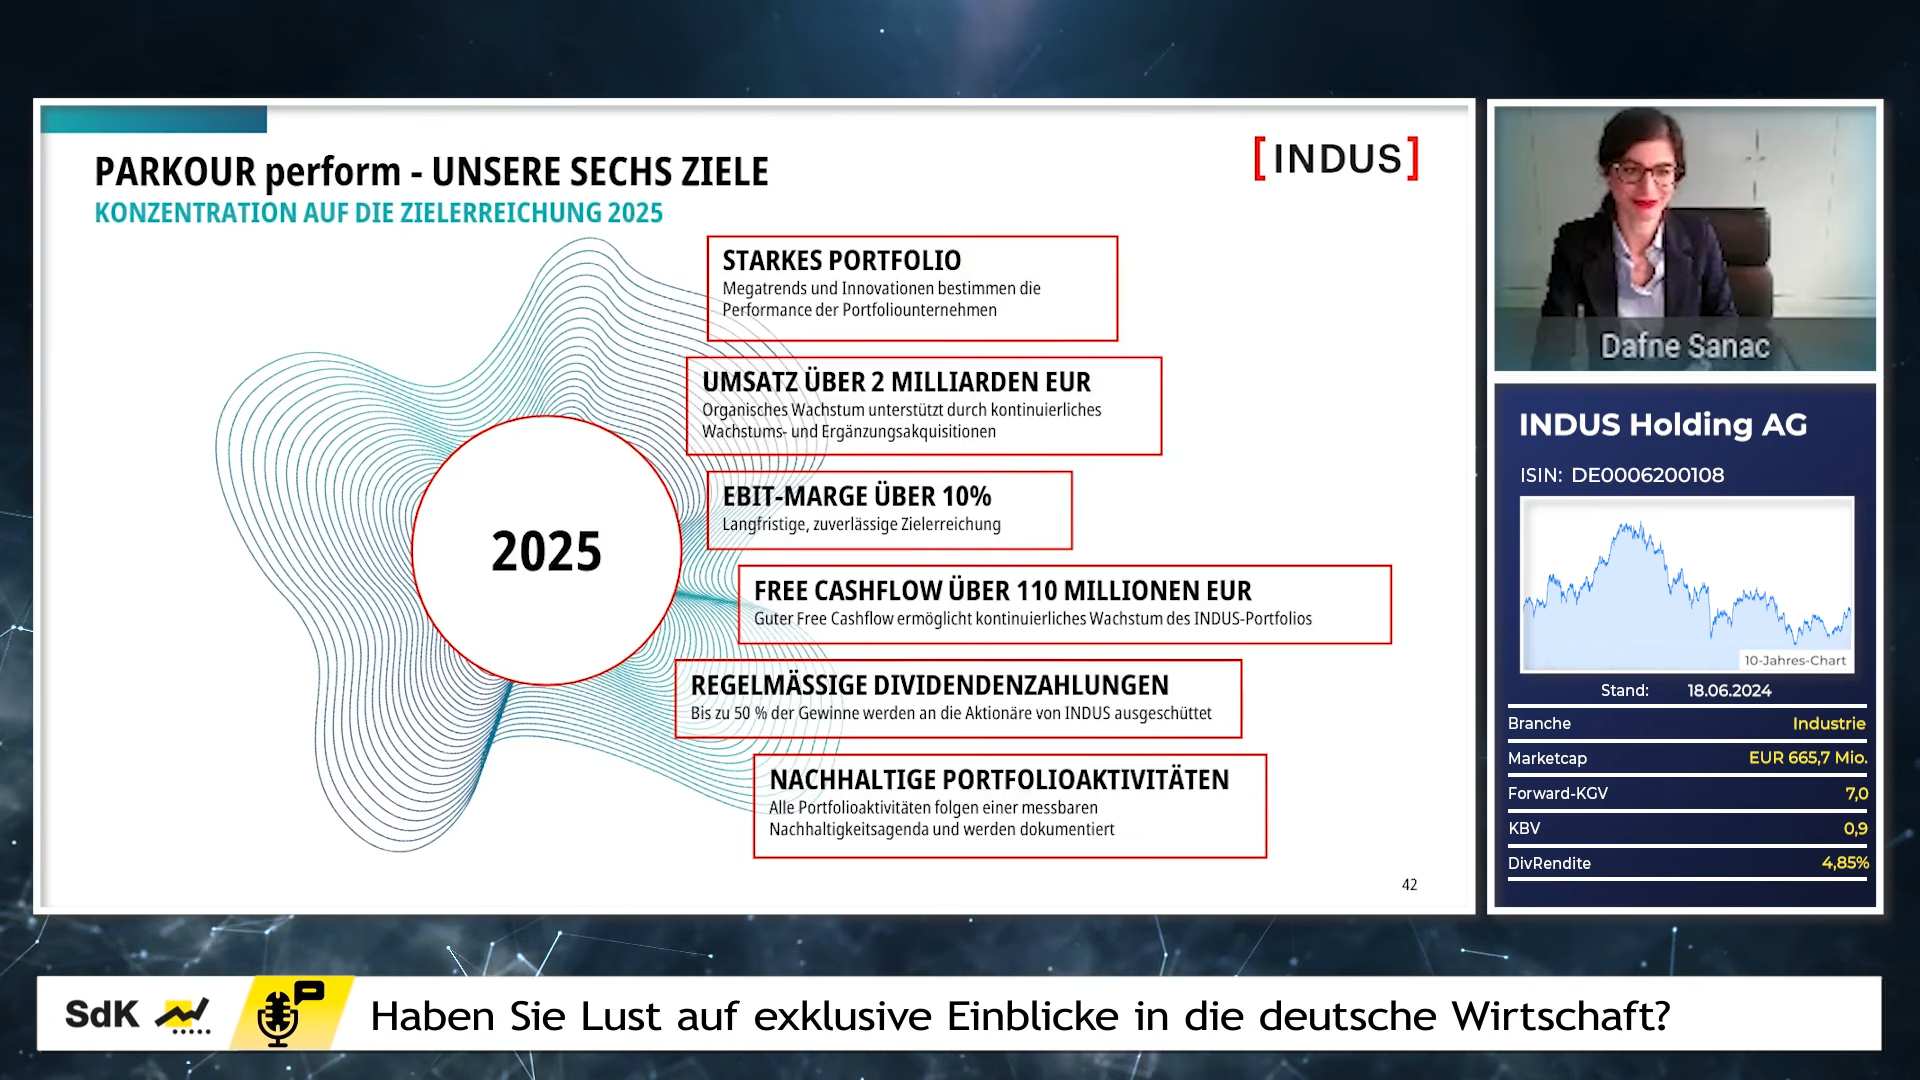 PARKOUR perform - UNSERE SECHS ZIELE
KONZENTRATION AUF DIE ZIELERREICHUNG 2025
[INDUS]
2025
STARKES PORTFOLIO
Megatrends und Innovationen bestimmen die
Performance der Portfoliounternehmen
UMSATZ ÜBER 2 MILLIARDEN EUR
Organisches Wachstum unterstützt durch kontinuierliches
Wachstums- und Ergänzungsakquisitionen
EBIT-MARGE ÜBER 10%
Langfristige, zuverlässige Zielerreichung
FREE CASHFLOW ÜBER 110 MILLIONEN EUR
Guter Free Cashflow ermöglicht kontinuierliches Wachstum des INDUS-Portfolios
REGELMÄSSIGE DIVIDENDENZAHLUNGEN
Bis zu 50 % der Gewinne werden an die Aktionäre von INDUS ausgeschüttet
NACHHALTIGE PORTFOLIOAKTIVITÄTEN
Alle Portfolioaktivitäten folgen einer messbaren
Nachhaltigkeitsagenda und werden dokumentiert
42
Dafne Sanac
INDUS Holding AG
ISIN: DE0006200108
10-Jahres-Chart
Stand: 18.06.2024
Branche Industrie
Marketcap EUR 665,7 Mio.
Forward-KGV 7,0
KBV 0,9
DivRendite 4,85%
SdK Haben Sie Lust auf exklusive Einblicke in die deutsche Wirtschaft?